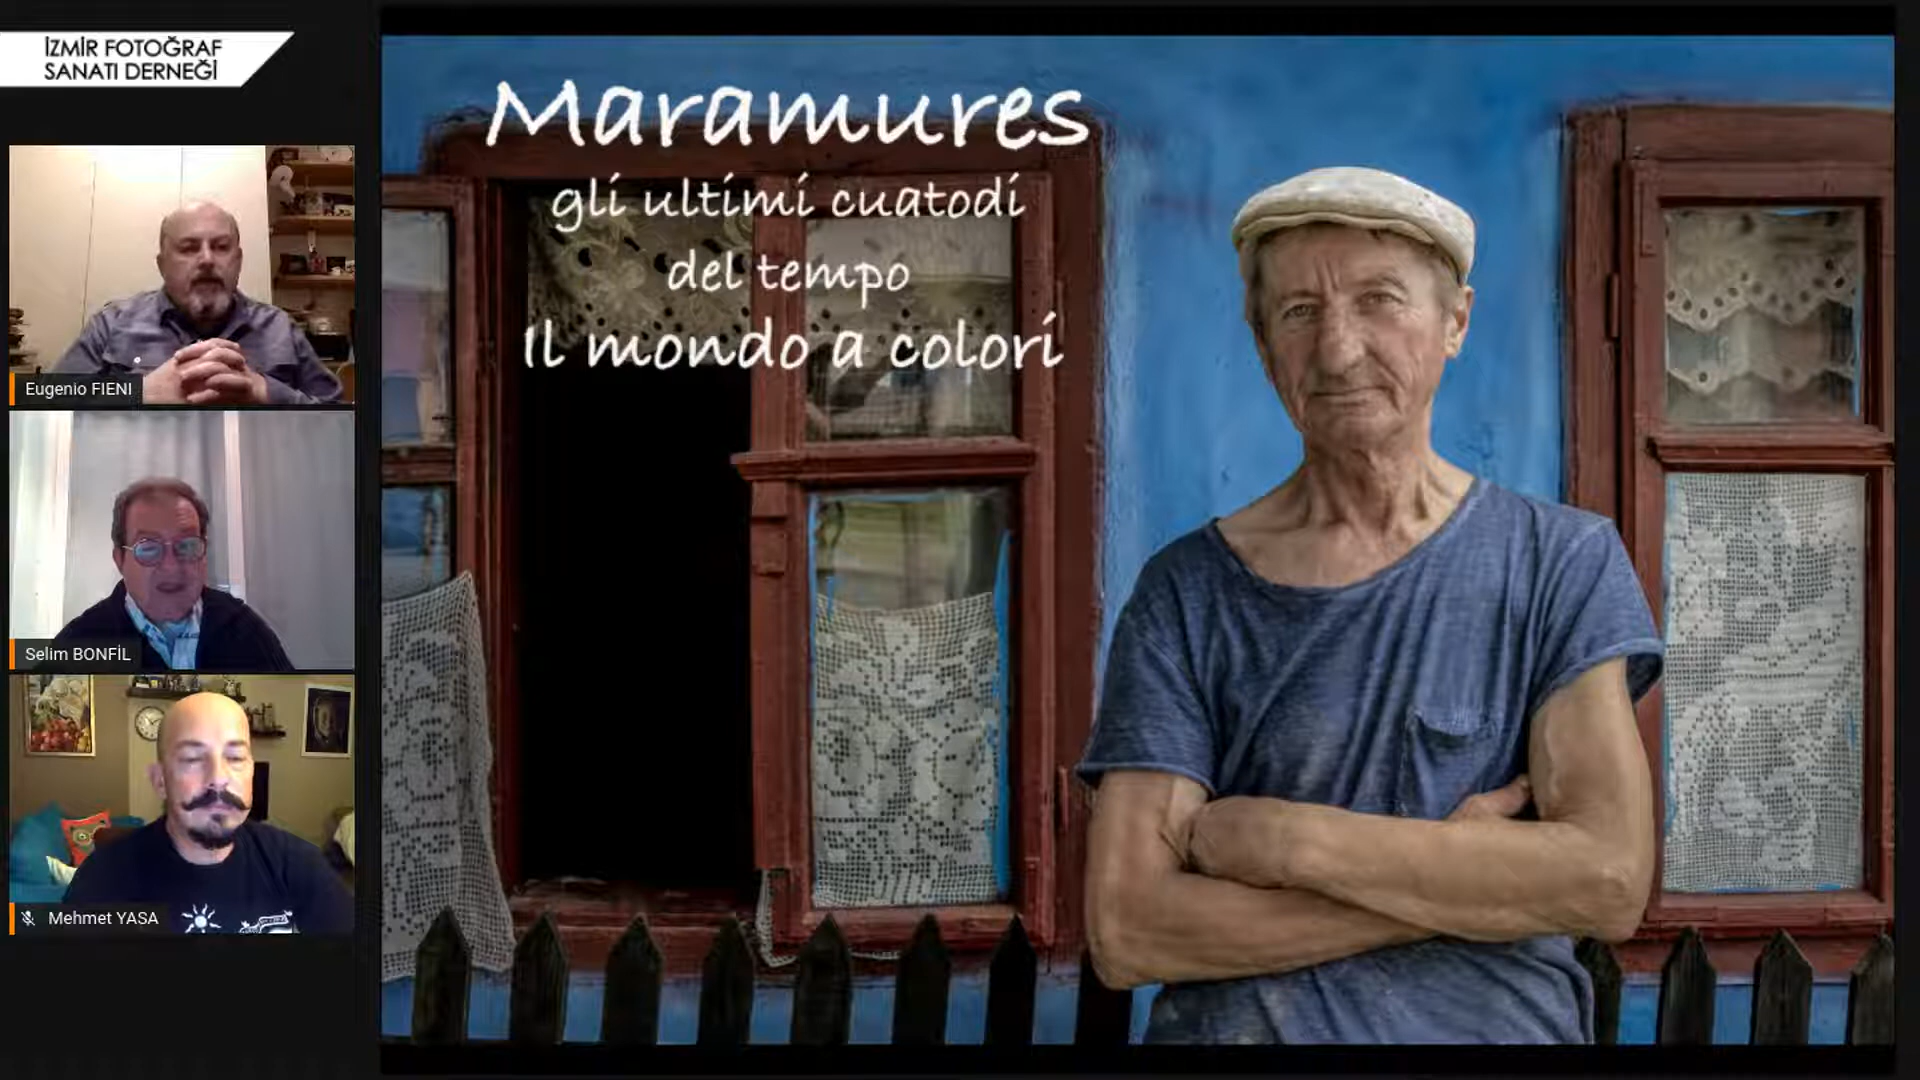 İZMİR FOTOĞRAF
SANATI DERNEĞİ
Maramures
gli ultimi cuatodi
del tempo
Il mondo a colori
Eugenio FIENI
Selim BONFİL
Mehmet YASA